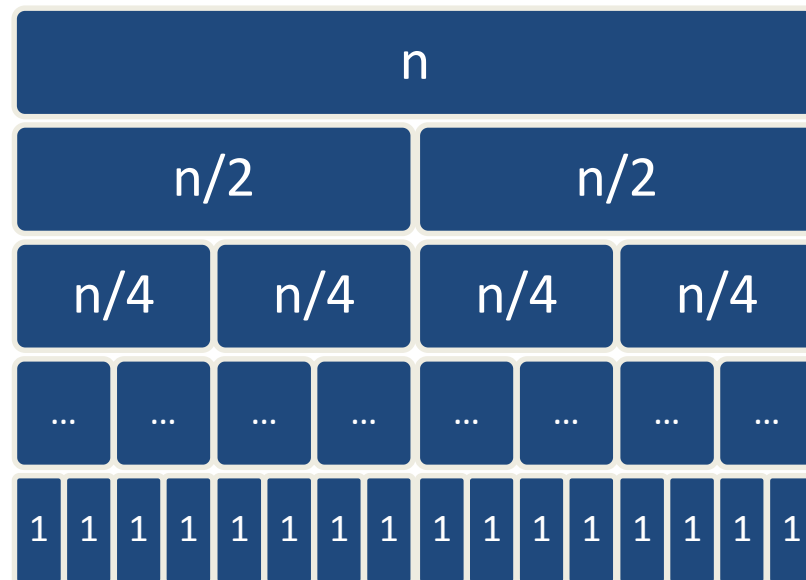 n
n/2 n/2
n/4 n/4 n/4 n/4
... ... ... ... ... ... ... ...
1 1 1 1 1 1 1 1 1 1 1 1 1 1 1 1